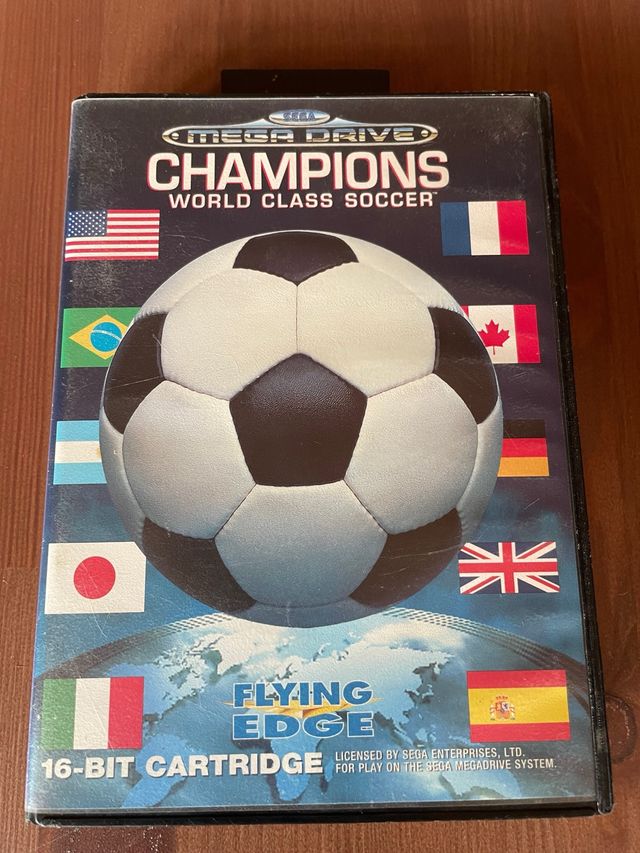 SEGA
MEGA DRIVE
CHAMPIONS
WORLD CLASS SOCCER™
FLYING
EDGE
16-BIT CARTRIDGE
LICENSED BY SEGA ENTERPRISES, LTD.
FOR PLAY ON THE SEGA MEGADRIVE SYSTEM.